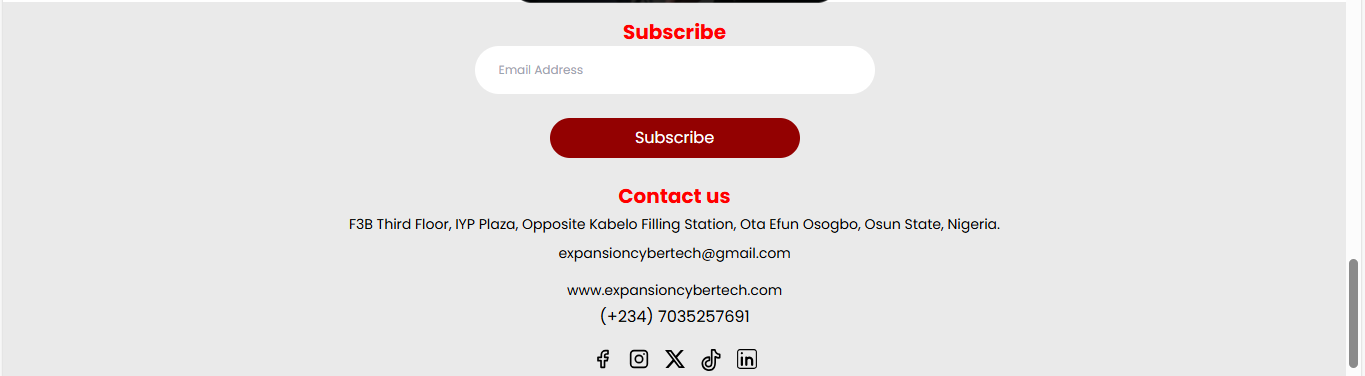 Subscribe
Email Address
Subscribe
Contact us
F3B Third Floor, IYP Plaza, Opposite Kabelo Filling Station, Ota Efun Osogbo, Osun State, Nigeria.
expansioncybertech@gmail.com
www.expansioncybertech.com
(+234) 7035257691